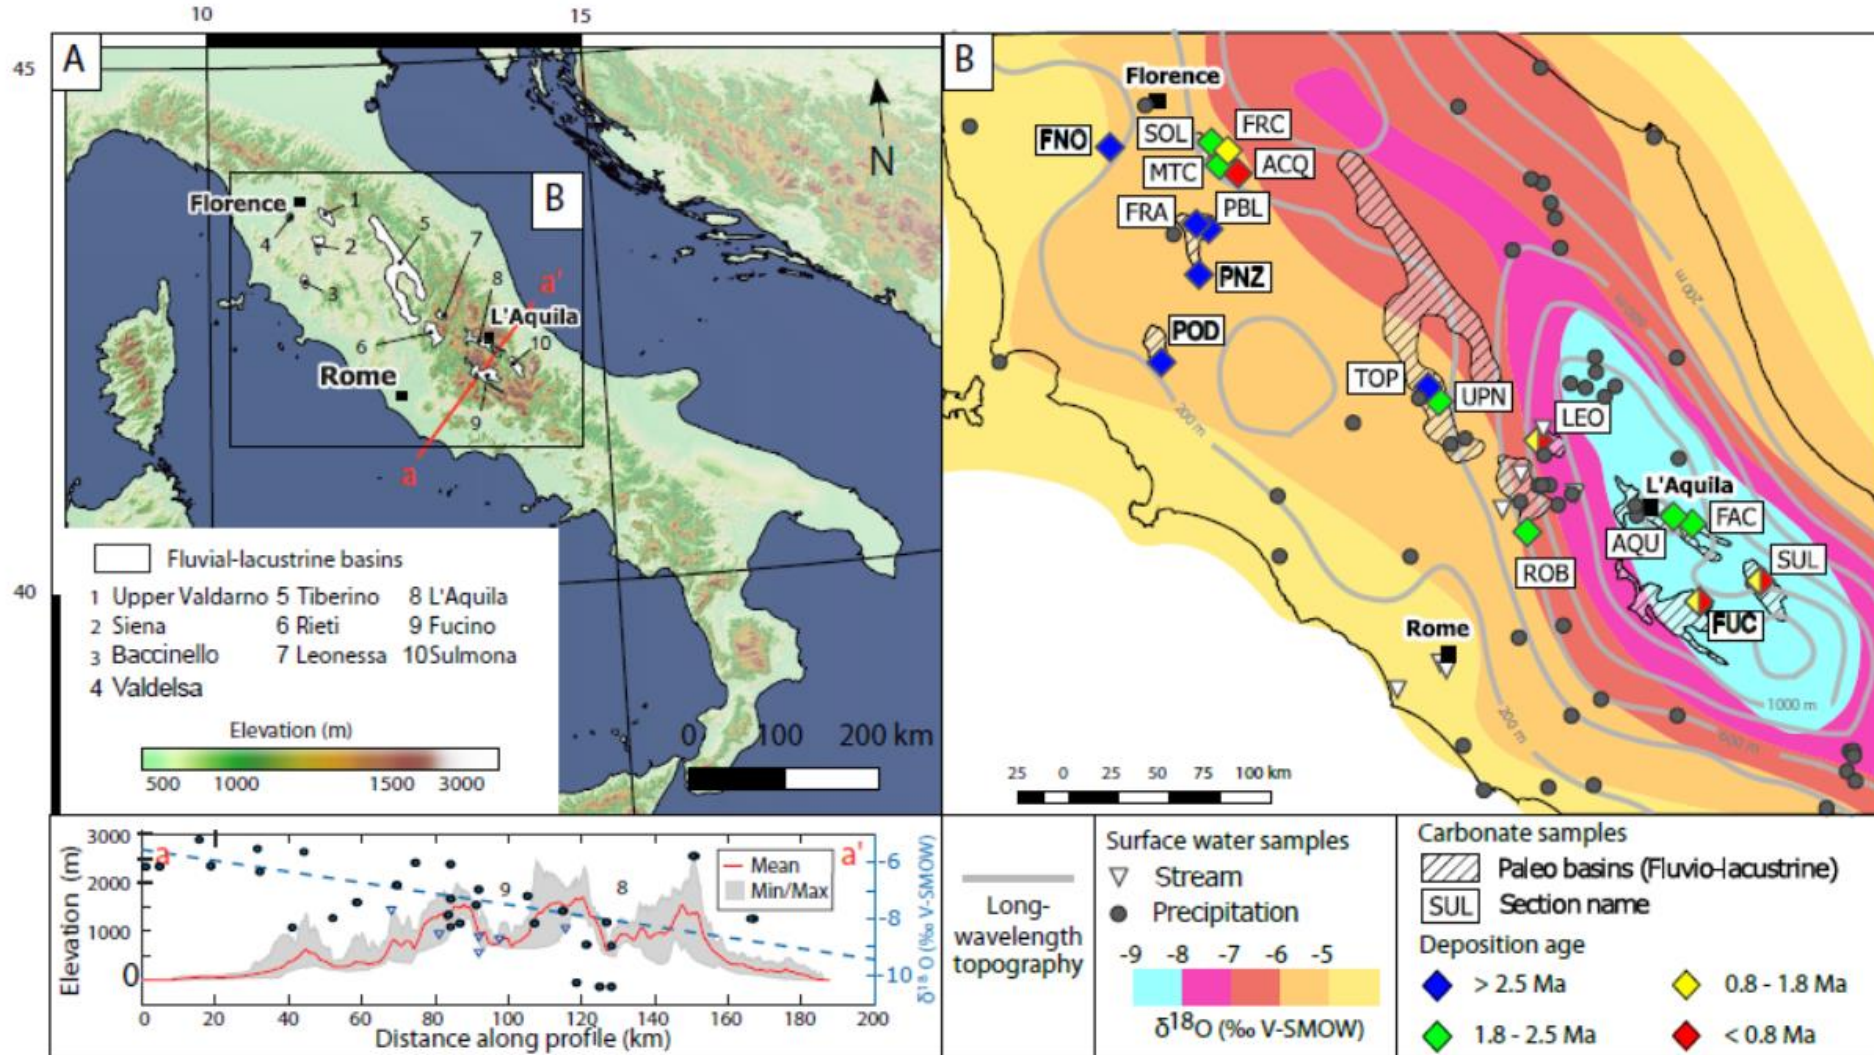 10
15
45
40
A
N
B
Florence
1
2
3
4
5
6
7
8
9
10
a'
a
L'Aquila
Rome
Fluvial-lacustrine basins
1 Upper Valdarno 5 Tiberino 8 L'Aquila
2 Siena 6 Rieti 9 Fucino
3 Baccinello 7 Leonessa 10 Sulmona
4 Valdelsa
Elevation (m)
500 1000 1500 3000
0 100 200 km
B
Florence
FNO
SOL
FRC
MTC
ACQ
FRA
PBL
PNZ
POD
TOP
UPN
LEO
L'Aquila
AQU
FAC
SUL
ROB
FUC
Rome
200 m
200 m
200 m
1000 m
600 m
25 0 25 50 75 100 km
3000
2000
1000
0
Elevation (m)
a
a'
9
8
Mean
Min/Max
-6
-8
10
δ18O (‰ V-SMOW)
0 20 40 60 80 100 120 140 160 180 200
Distance along profile (km)
Long-
wavelength
topography
Surface water samples
Stream
Precipitation
-9 -8 -7 -6 -5
δ18O (‰ V-SMOW)
Carbonate samples
Paleo basins (Fluvio-lacustrine)
SUL Section name
Deposition age
> 2.5 Ma
0.8 - 1.8 Ma
1.8 - 2.5 Ma
< 0.8 Ma